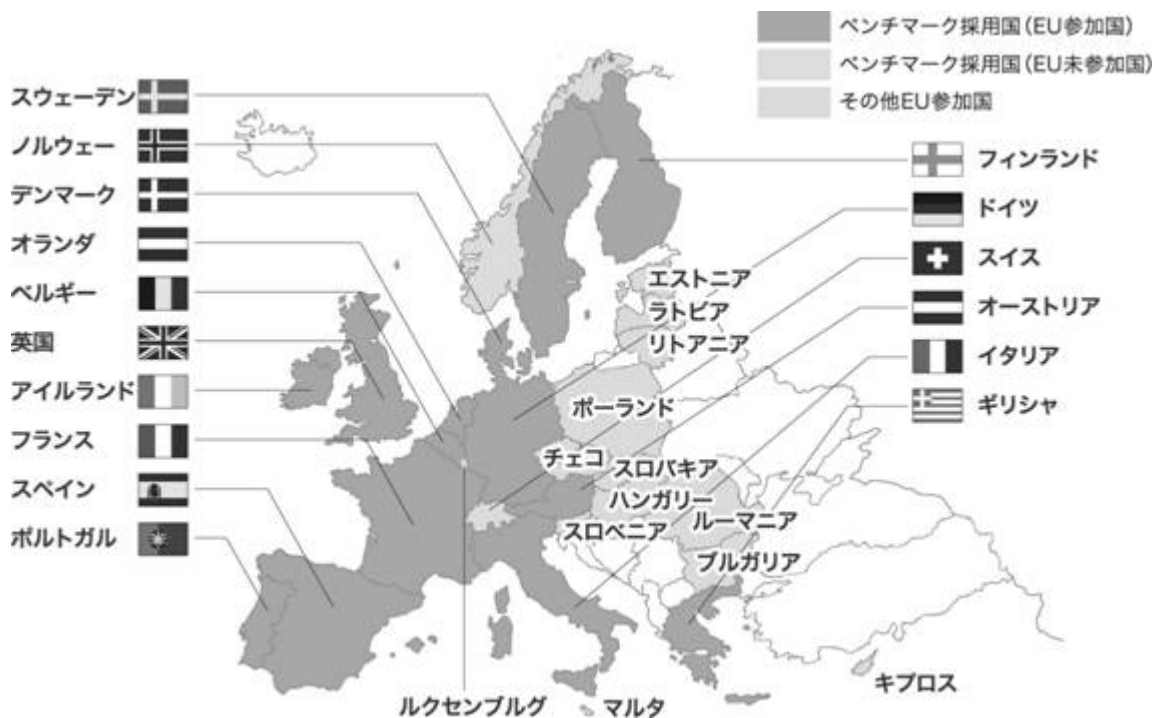 ベンチマーク採用国(EU参加国)
ベンチマーク採用国(EU未参加国)
その他EU参加国
スウェーデン
ノルウェー
デンマーク
オランダ
ベルギー
英国
アイルランド
フランス
スペイン
ポルトガル
フィンランド
ドイツ
スイス
オーストリア
イタリア
ギリシャ
エストニア
ラトビア
リトアニア
ポーランド
チェコ
スロバキア
ハンガリー
スロベニア
ルーマニア
ブルガリア
ルクセンブルグ
マルタ
キプロス